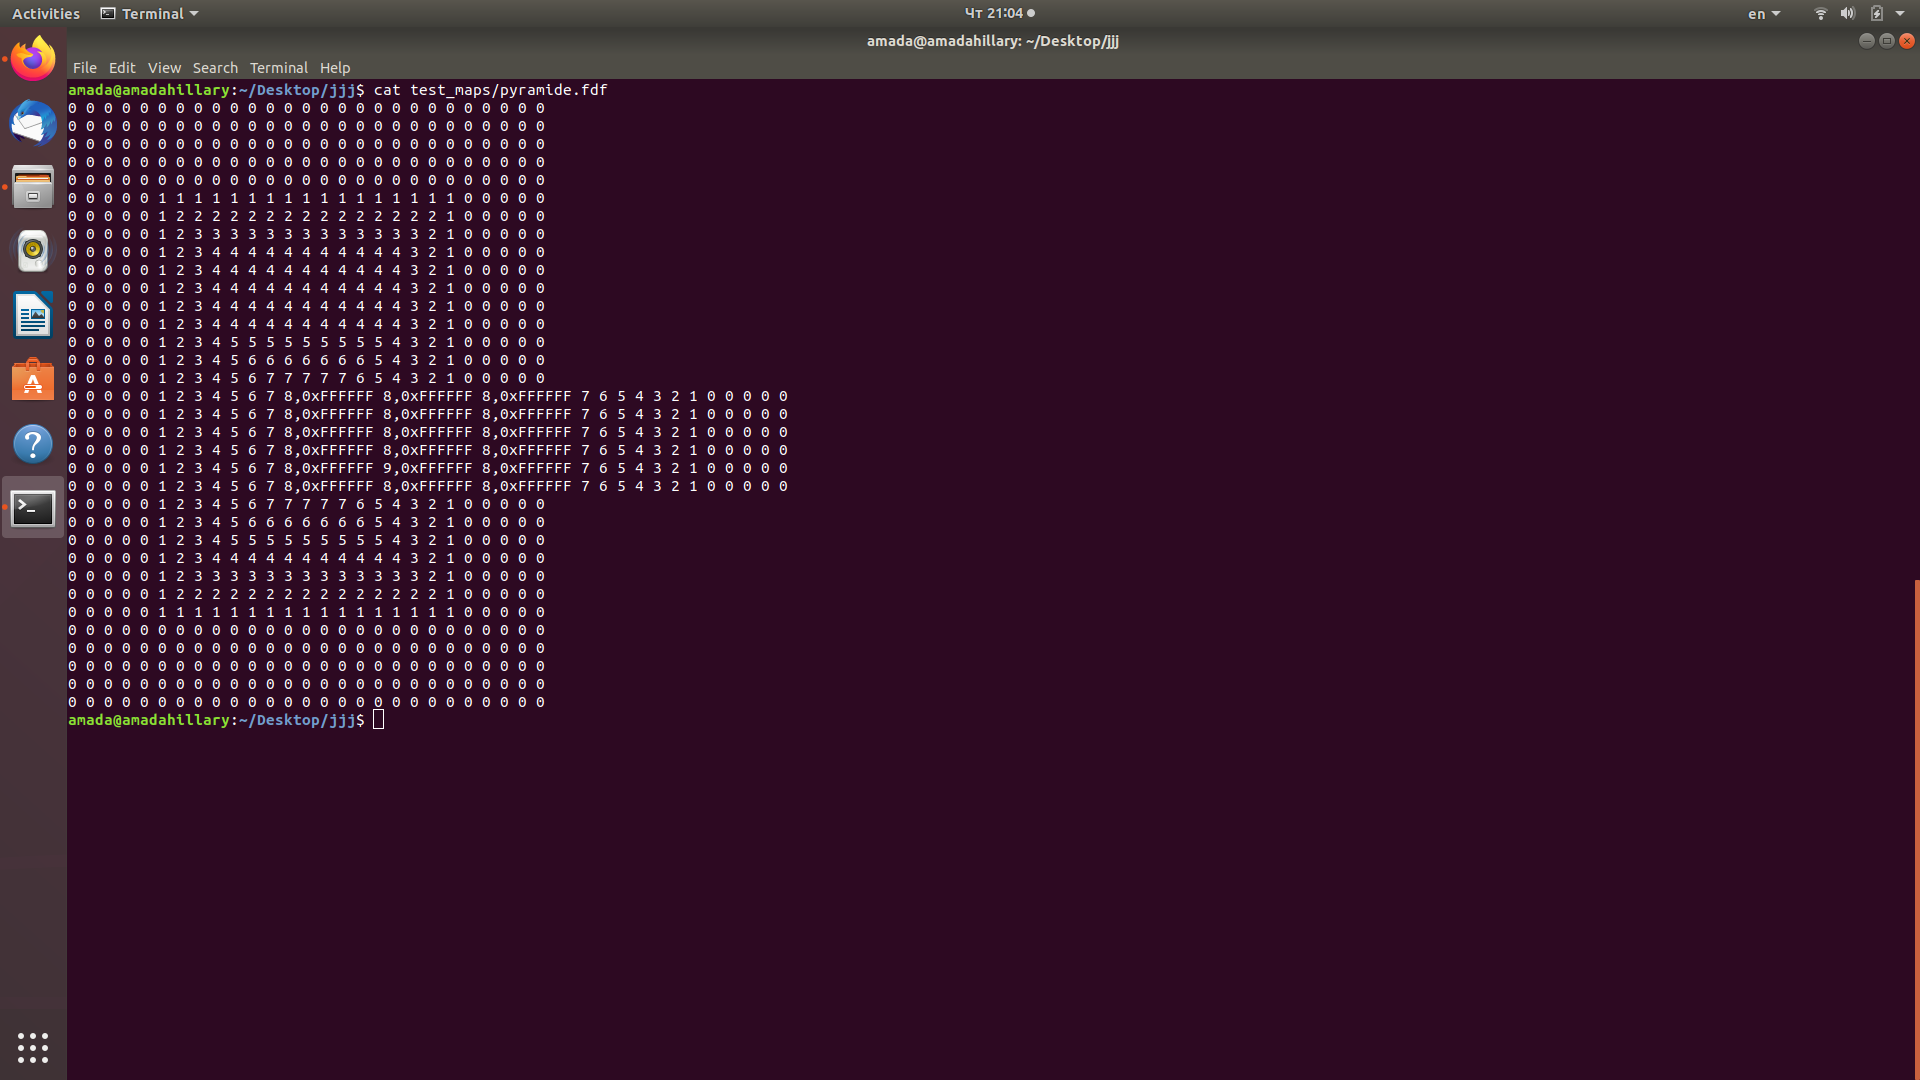 Activities Terminal Чт 21:04 en
amada@amadahillary: ~/Desktop/jjj
File Edit View Search Terminal Help
amada@amadahillary:~/Desktop/jjj$ cat test_maps/pyramide.fdf
0 0 0 0 0 0 0 0 0 0 0 0 0 0 0 0 0 0 0 0 0 0 0 0 0 0 0
0 0 0 0 0 0 0 0 0 0 0 0 0 0 0 0 0 0 0 0 0 0 0 0 0 0 0
0 0 0 0 0 0 0 0 0 0 0 0 0 0 0 0 0 0 0 0 0 0 0 0 0 0 0
0 0 0 0 0 0 0 0 0 0 0 0 0 0 0 0 0 0 0 0 0 0 0 0 0 0 0
0 0 0 0 0 0 0 0 0 0 0 0 0 0 0 0 0 0 0 0 0 0 0 0 0 0 0
0 0 0 0 0 1 1 1 1 1 1 1 1 1 1 1 1 1 1 1 1 1 0 0 0 0 0
0 0 0 0 0 1 2 2 2 2 2 2 2 2 2 2 2 2 2 2 2 1 0 0 0 0 0
0 0 0 0 0 1 2 3 3 3 3 3 3 3 3 3 3 3 3 3 2 1 0 0 0 0 0
0 0 0 0 0 1 2 3 4 4 4 4 4 4 4 4 4 4 4 3 2 1 0 0 0 0 0
0 0 0 0 0 1 2 3 4 4 4 4 4 4 4 4 4 4 4 3 2 1 0 0 0 0 0
0 0 0 0 0 1 2 3 4 4 4 4 4 4 4 4 4 4 4 3 2 1 0 0 0 0 0
0 0 0 0 0 1 2 3 4 4 4 4 4 4 4 4 4 4 4 3 2 1 0 0 0 0 0
0 0 0 0 0 1 2 3 4 4 4 4 4 4 4 4 4 4 4 3 2 1 0 0 0 0 0
0 0 0 0 0 1 2 3 4 5 5 5 5 5 5 5 5 5 4 3 2 1 0 0 0 0 0
0 0 0 0 0 1 2 3 4 5 6 6 6 6 6 6 6 5 4 3 2 1 0 0 0 0 0
0 0 0 0 0 1 2 3 4 5 6 7 7 7 7 7 6 5 4 3 2 1 0 0 0 0 0
0 0 0 0 0 1 2 3 4 5 6 7 8,0xFFFFFF 8,0xFFFFFF 8,0xFFFFFF 7 6 5 4 3 2 1 0 0 0 0 0
0 0 0 0 0 1 2 3 4 5 6 7 8,0xFFFFFF 8,0xFFFFFF 8,0xFFFFFF 7 6 5 4 3 2 1 0 0 0 0 0
0 0 0 0 0 1 2 3 4 5 6 7 8,0xFFFFFF 8,0xFFFFFF 8,0xFFFFFF 7 6 5 4 3 2 1 0 0 0 0 0
0 0 0 0 0 1 2 3 4 5 6 7 8,0xFFFFFF 8,0xFFFFFF 8,0xFFFFFF 7 6 5 4 3 2 1 0 0 0 0 0
0 0 0 0 0 1 2 3 4 5 6 7 8,0xFFFFFF 9,0xFFFFFF 8,0xFFFFFF 7 6 5 4 3 2 1 0 0 0 0 0
0 0 0 0 0 1 2 3 4 5 6 7 8,0xFFFFFF 8,0xFFFFFF 8,0xFFFFFF 7 6 5 4 3 2 1 0 0 0 0 0
0 0 0 0 0 1 2 3 4 5 6 7 7 7 7 7 6 5 4 3 2 1 0 0 0 0 0
0 0 0 0 0 1 2 3 4 5 6 6 6 6 6 6 6 5 4 3 2 1 0 0 0 0 0
0 0 0 0 0 1 2 3 4 5 5 5 5 5 5 5 5 5 4 3 2 1 0 0 0 0 0
0 0 0 0 0 1 2 3 4 4 4 4 4 4 4 4 4 4 4 3 2 1 0 0 0 0 0
0 0 0 0 0 1 2 3 3 3 3 3 3 3 3 3 3 3 3 3 2 1 0 0 0 0 0
0 0 0 0 0 1 2 2 2 2 2 2 2 2 2 2 2 2 2 2 2 1 0 0 0 0 0
0 0 0 0 0 1 1 1 1 1 1 1 1 1 1 1 1 1 1 1 1 1 0 0 0 0 0
0 0 0 0 0 0 0 0 0 0 0 0 0 0 0 0 0 0 0 0 0 0 0 0 0 0 0
0 0 0 0 0 0 0 0 0 0 0 0 0 0 0 0 0 0 0 0 0 0 0 0 0 0 0
0 0 0 0 0 0 0 0 0 0 0 0 0 0 0 0 0 0 0 0 0 0 0 0 0 0 0
0 0 0 0 0 0 0 0 0 0 0 0 0 0 0 0 0 0 0 0 0 0 0 0 0 0 0
0 0 0 0 0 0 0 0 0 0 0 0 0 0 0 0 0 0 0 0 0 0 0 0 0 0 0
amada@amadahillary:~/Desktop/jjj$